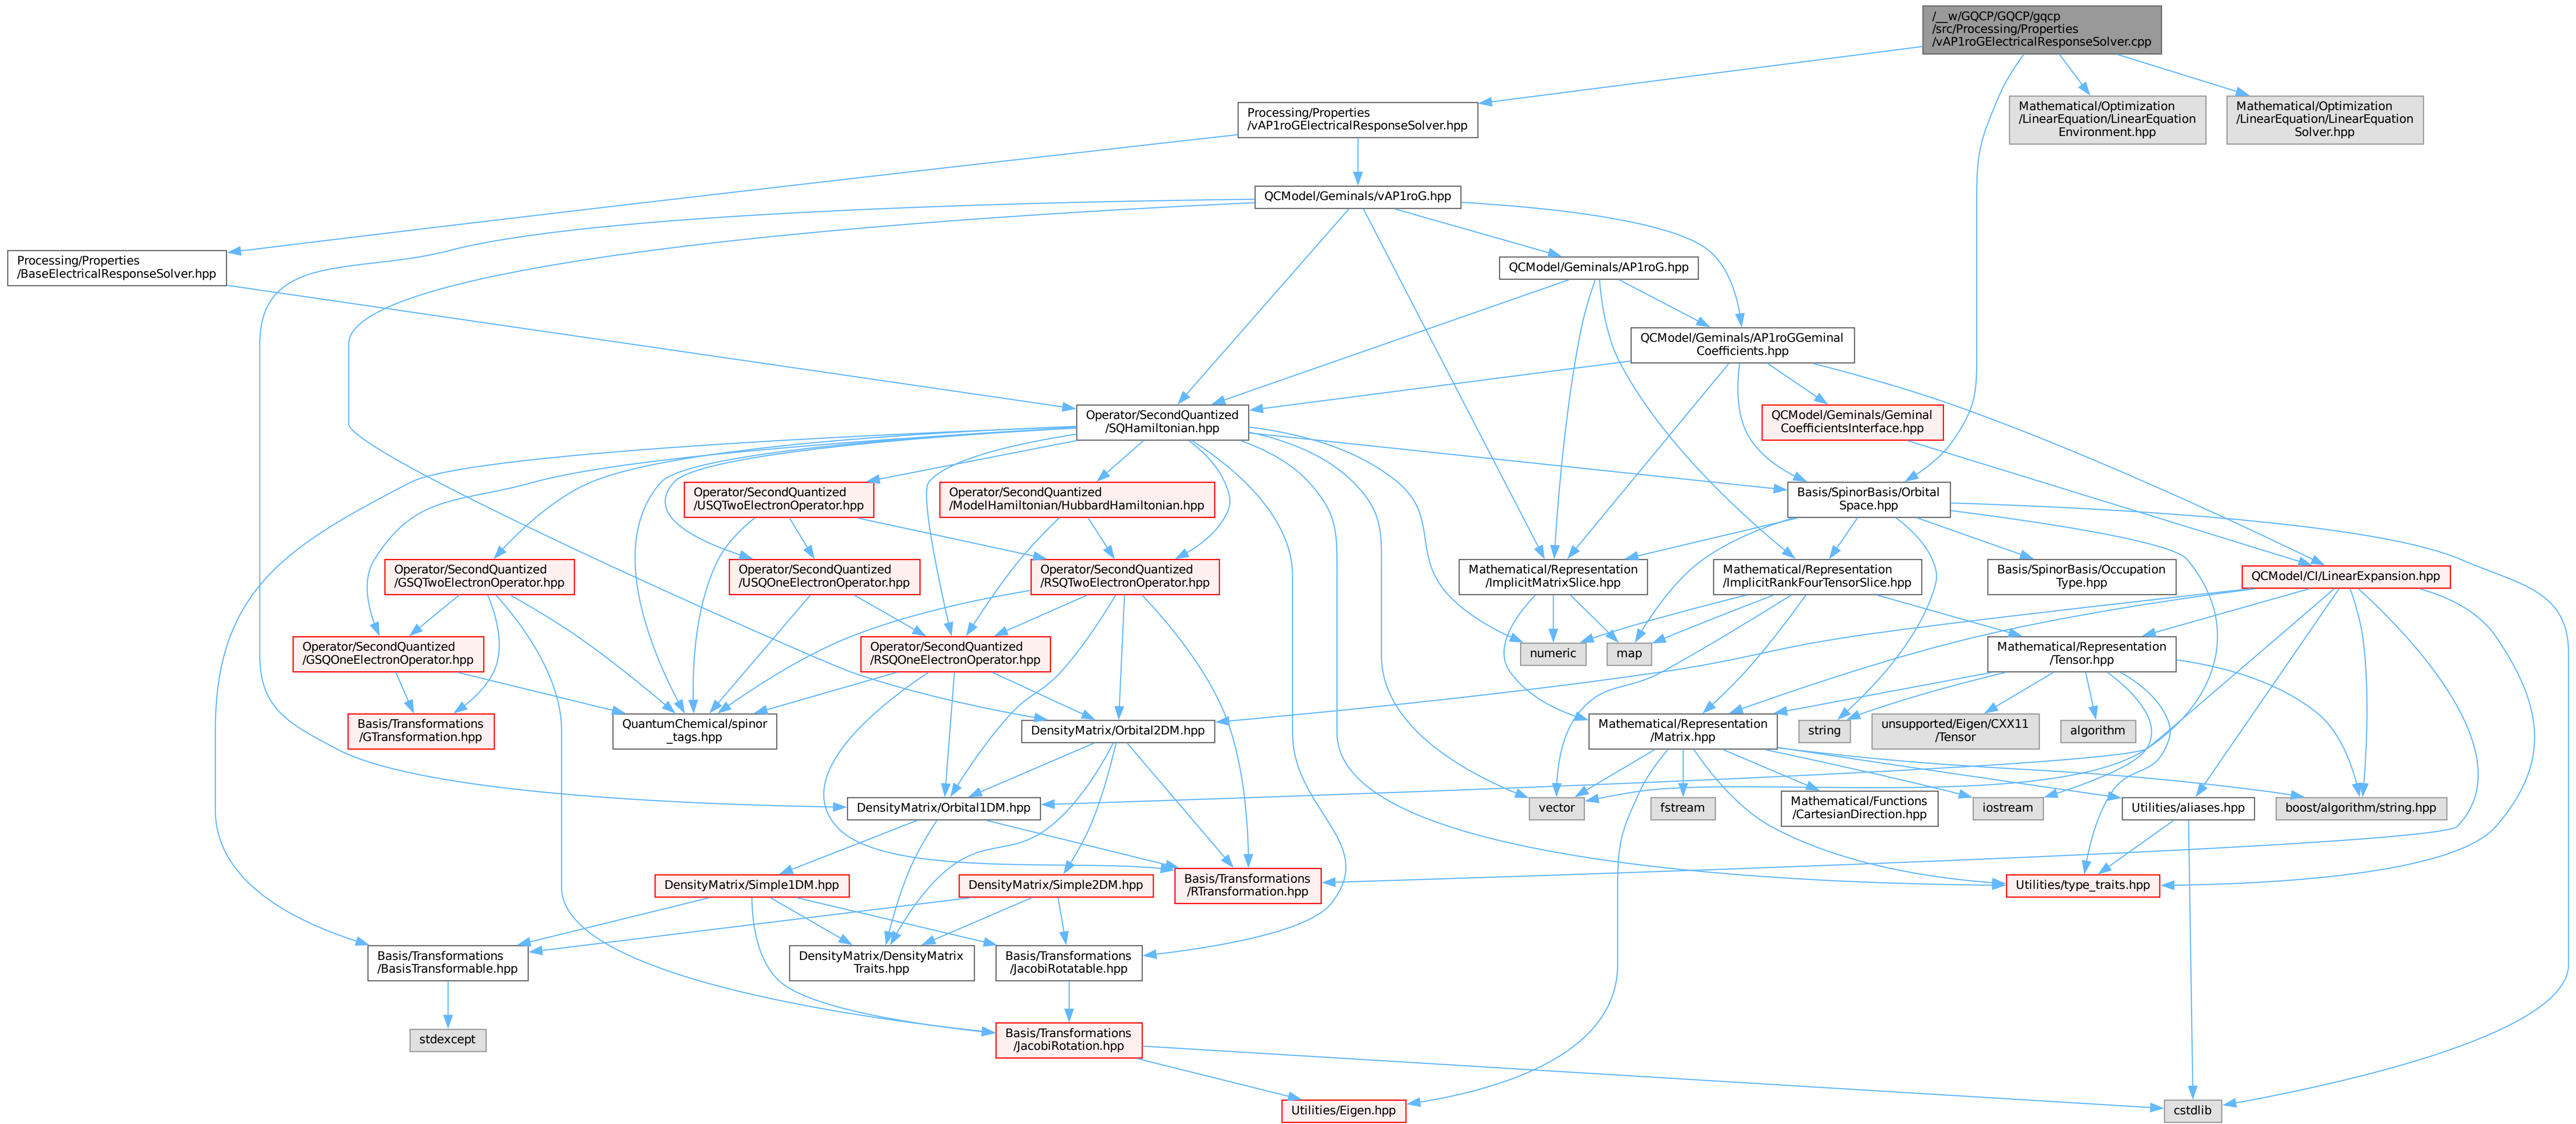 /__w/GQCP/GQCP/gqcp
/src/Processing/Properties
/vAP1roGElectricalResponseSolver.cpp
Processing/Properties
/vAP1roGElectricalResponseSolver.hpp
Mathematical/Optimization
/LinearEquation/LinearEquation
Environment.hpp
Mathematical/Optimization
/LinearEquation/LinearEquation
Solver.hpp
QCModel/Geminals/vAP1roG.hpp
Processing/Properties
/BaseElectricalResponseSolver.hpp
QCModel/Geminals/AP1roG.hpp
QCModel/Geminals/AP1roGGeminal
Coefficients.hpp
Operator/SecondQuantized
/SQHamiltonian.hpp
QCModel/Geminals/Geminal
CoefficientsInterface.hpp
Operator/SecondQuantized
/USQTwoElectronOperator.hpp
Operator/SecondQuantized
/ModelHamiltonian/HubbardHamiltonian.hpp
Basis/SpinorBasis/Orbital
Space.hpp
Operator/SecondQuantized
/GSQTwoElectronOperator.hpp
Operator/SecondQuantized
/USQOneElectronOperator.hpp
Operator/SecondQuantized
/RSQTwoElectronOperator.hpp
Mathematical/Representation
/ImplicitMatrixSlice.hpp
Mathematical/Representation
/ImplicitRankFourTensorSlice.hpp
Basis/SpinorBasis/Occupation
Type.hpp
QCModel/CI/LinearExpansion.hpp
Operator/SecondQuantized
/GSQOneElectronOperator.hpp
Operator/SecondQuantized
/RSQOneElectronOperator.hpp
numeric
map
Mathematical/Representation
/Tensor.hpp
Basis/Transformations
/GTransformation.hpp
QuantumChemical/spinor
_tags.hpp
DensityMatrix/Orbital2DM.hpp
Mathematical/Representation
/Matrix.hpp
string
unsupported/Eigen/CXX11
/Tensor
algorithm
DensityMatrix/Orbital1DM.hpp
vector
fstream
Mathematical/Functions
/CartesianDirection.hpp
iostream
Utilities/aliases.hpp
boost/algorithm/string.hpp
DensityMatrix/Simple1DM.hpp
DensityMatrix/Simple2DM.hpp
Basis/Transformations
/RTransformation.hpp
Utilities/type_traits.hpp
Basis/Transformations
/BasisTransformable.hpp
DensityMatrix/DensityMatrix
Traits.hpp
Basis/Transformations
/JacobiRotatable.hpp
stdexcept
Basis/Transformations
/JacobiRotation.hpp
Utilities/Eigen.hpp
cstdlib